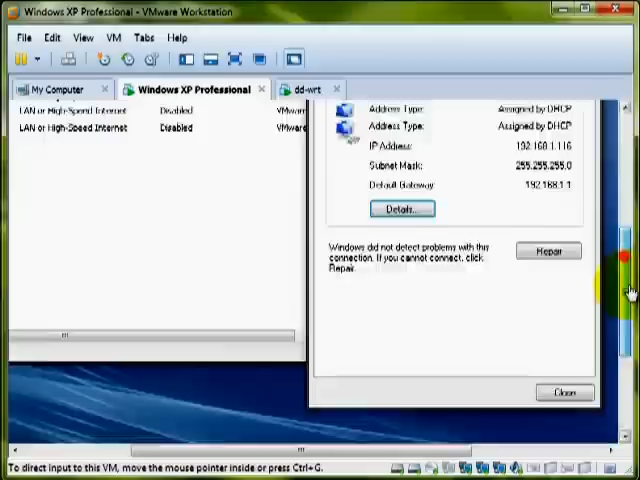 Windows XP Professional - VMware Workstation
File Edit View VM Tabs Help
My Computer Windows XP Professional dd-wrt
LAN or High-Speed Internet Disabled VMware
LAN or High-Speed Internet Disabled VMware
Address Type: Assigned by DHCP
Address Type: Assigned by DHCP
IP Address: 192.168.1.116
Subnet Mask: 255.255.255.0
Default Gateway: 192.168.1.1
Details...
Windows did not detect problems with this
connection. If you cannot connect, click
Repair.
Repair
Close
To direct input to this VM, move the mouse pointer inside or press Ctrl+G.